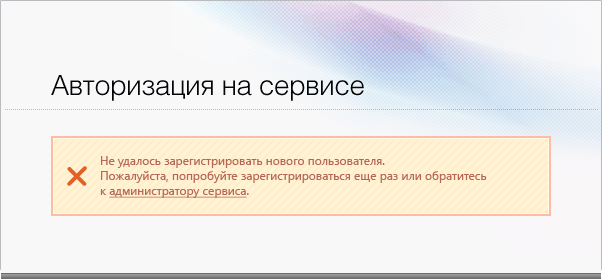 Авторизация на сервисе
Не удалось зарегистрировать нового пользователя.
Пожалуйста, попробуйте зарегистрироваться еще раз или обратитесь
к администратору сервиса.